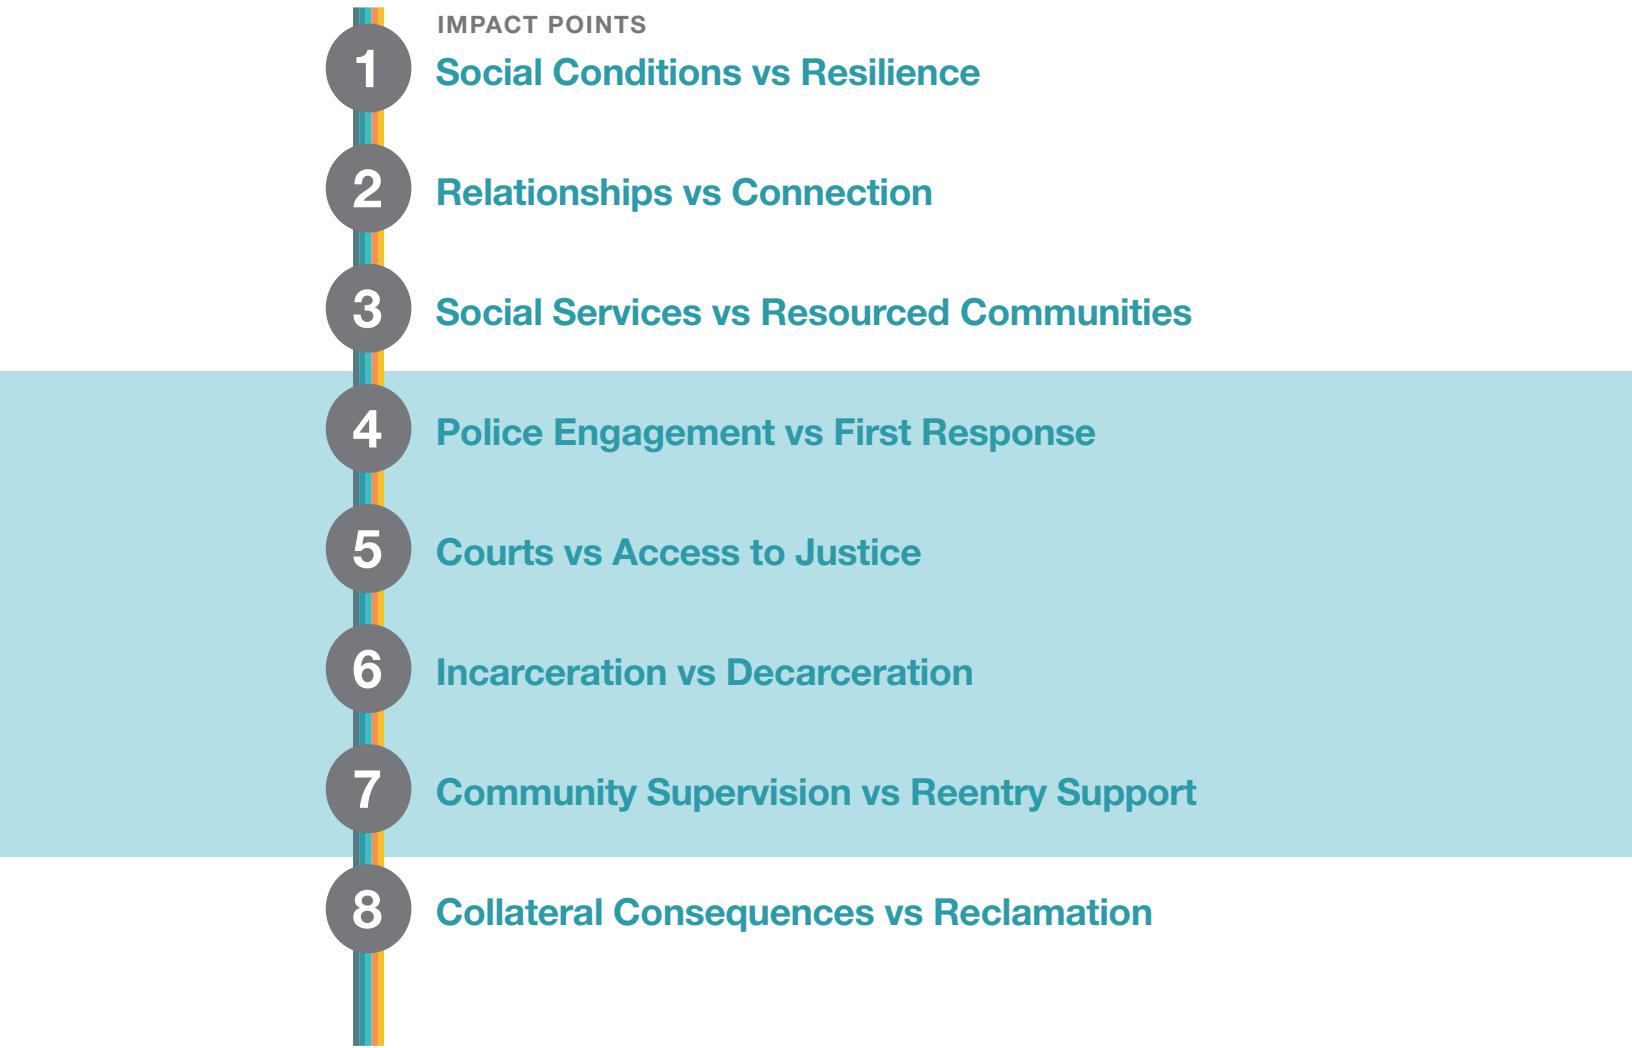 IMPACT POINTS
1 Social Conditions vs Resilience
2 Relationships vs Connection
3 Social Services vs Resourced Communities
4 Police Engagement vs First Response
5 Courts vs Access to Justice
6 Incarceration vs Decarceration
7 Community Supervision vs Reentry Support
8 Collateral Consequences vs Reclamation